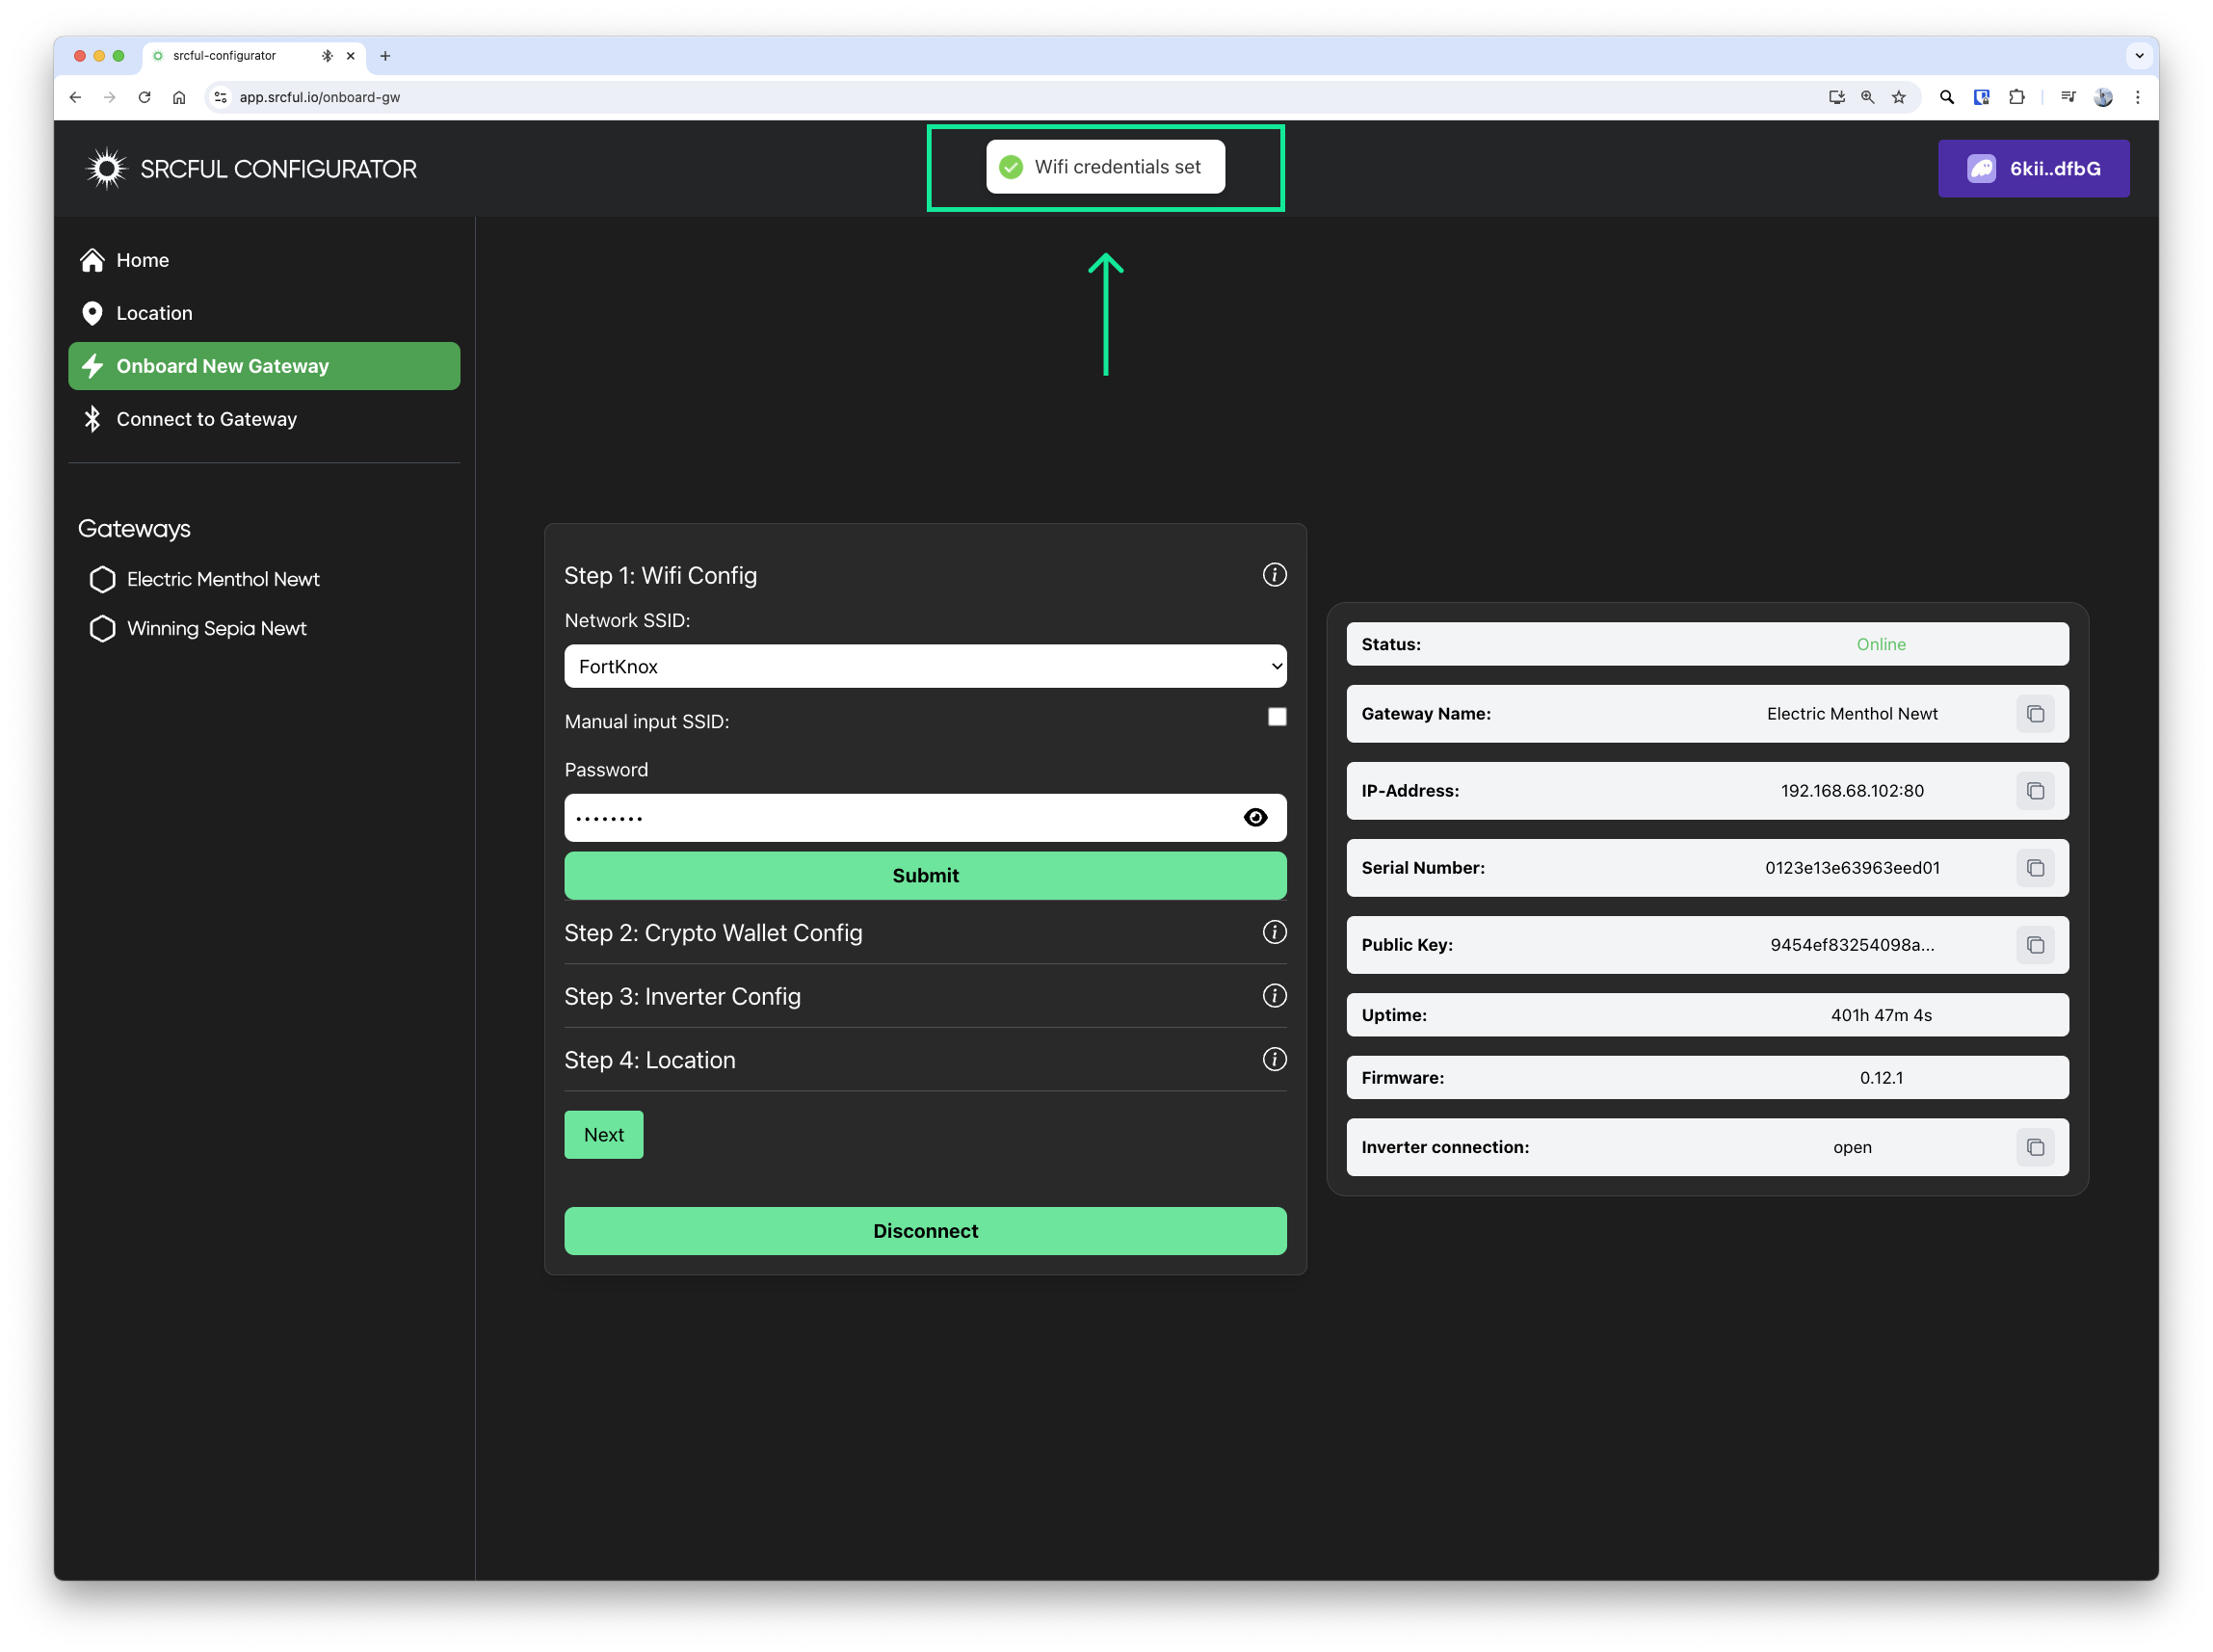 srcful-configurator
app.srcful.io/onboard-gw
SRCFUL CONFIGURATOR
Wifi credentials set
6kii..dfbG
Home
Location
Onboard New Gateway
Connect to Gateway
Gateways
Electric Menthol Newt
Winning Sepia Newt
Step 1: Wifi Config
Network SSID:
FortKnox
Manual input SSID:
Password
••••••••
Submit
Step 2: Crypto Wallet Config
Step 3: Inverter Config
Step 4: Location
Next
Disconnect
Status: Online
Gateway Name: Electric Menthol Newt
IP-Address: 192.168.68.102:80
Serial Number: 0123e13e63963eed01
Public Key: 9454ef83254098a...
Uptime: 401h 47m 4s
Firmware: 0.12.1
Inverter connection: open